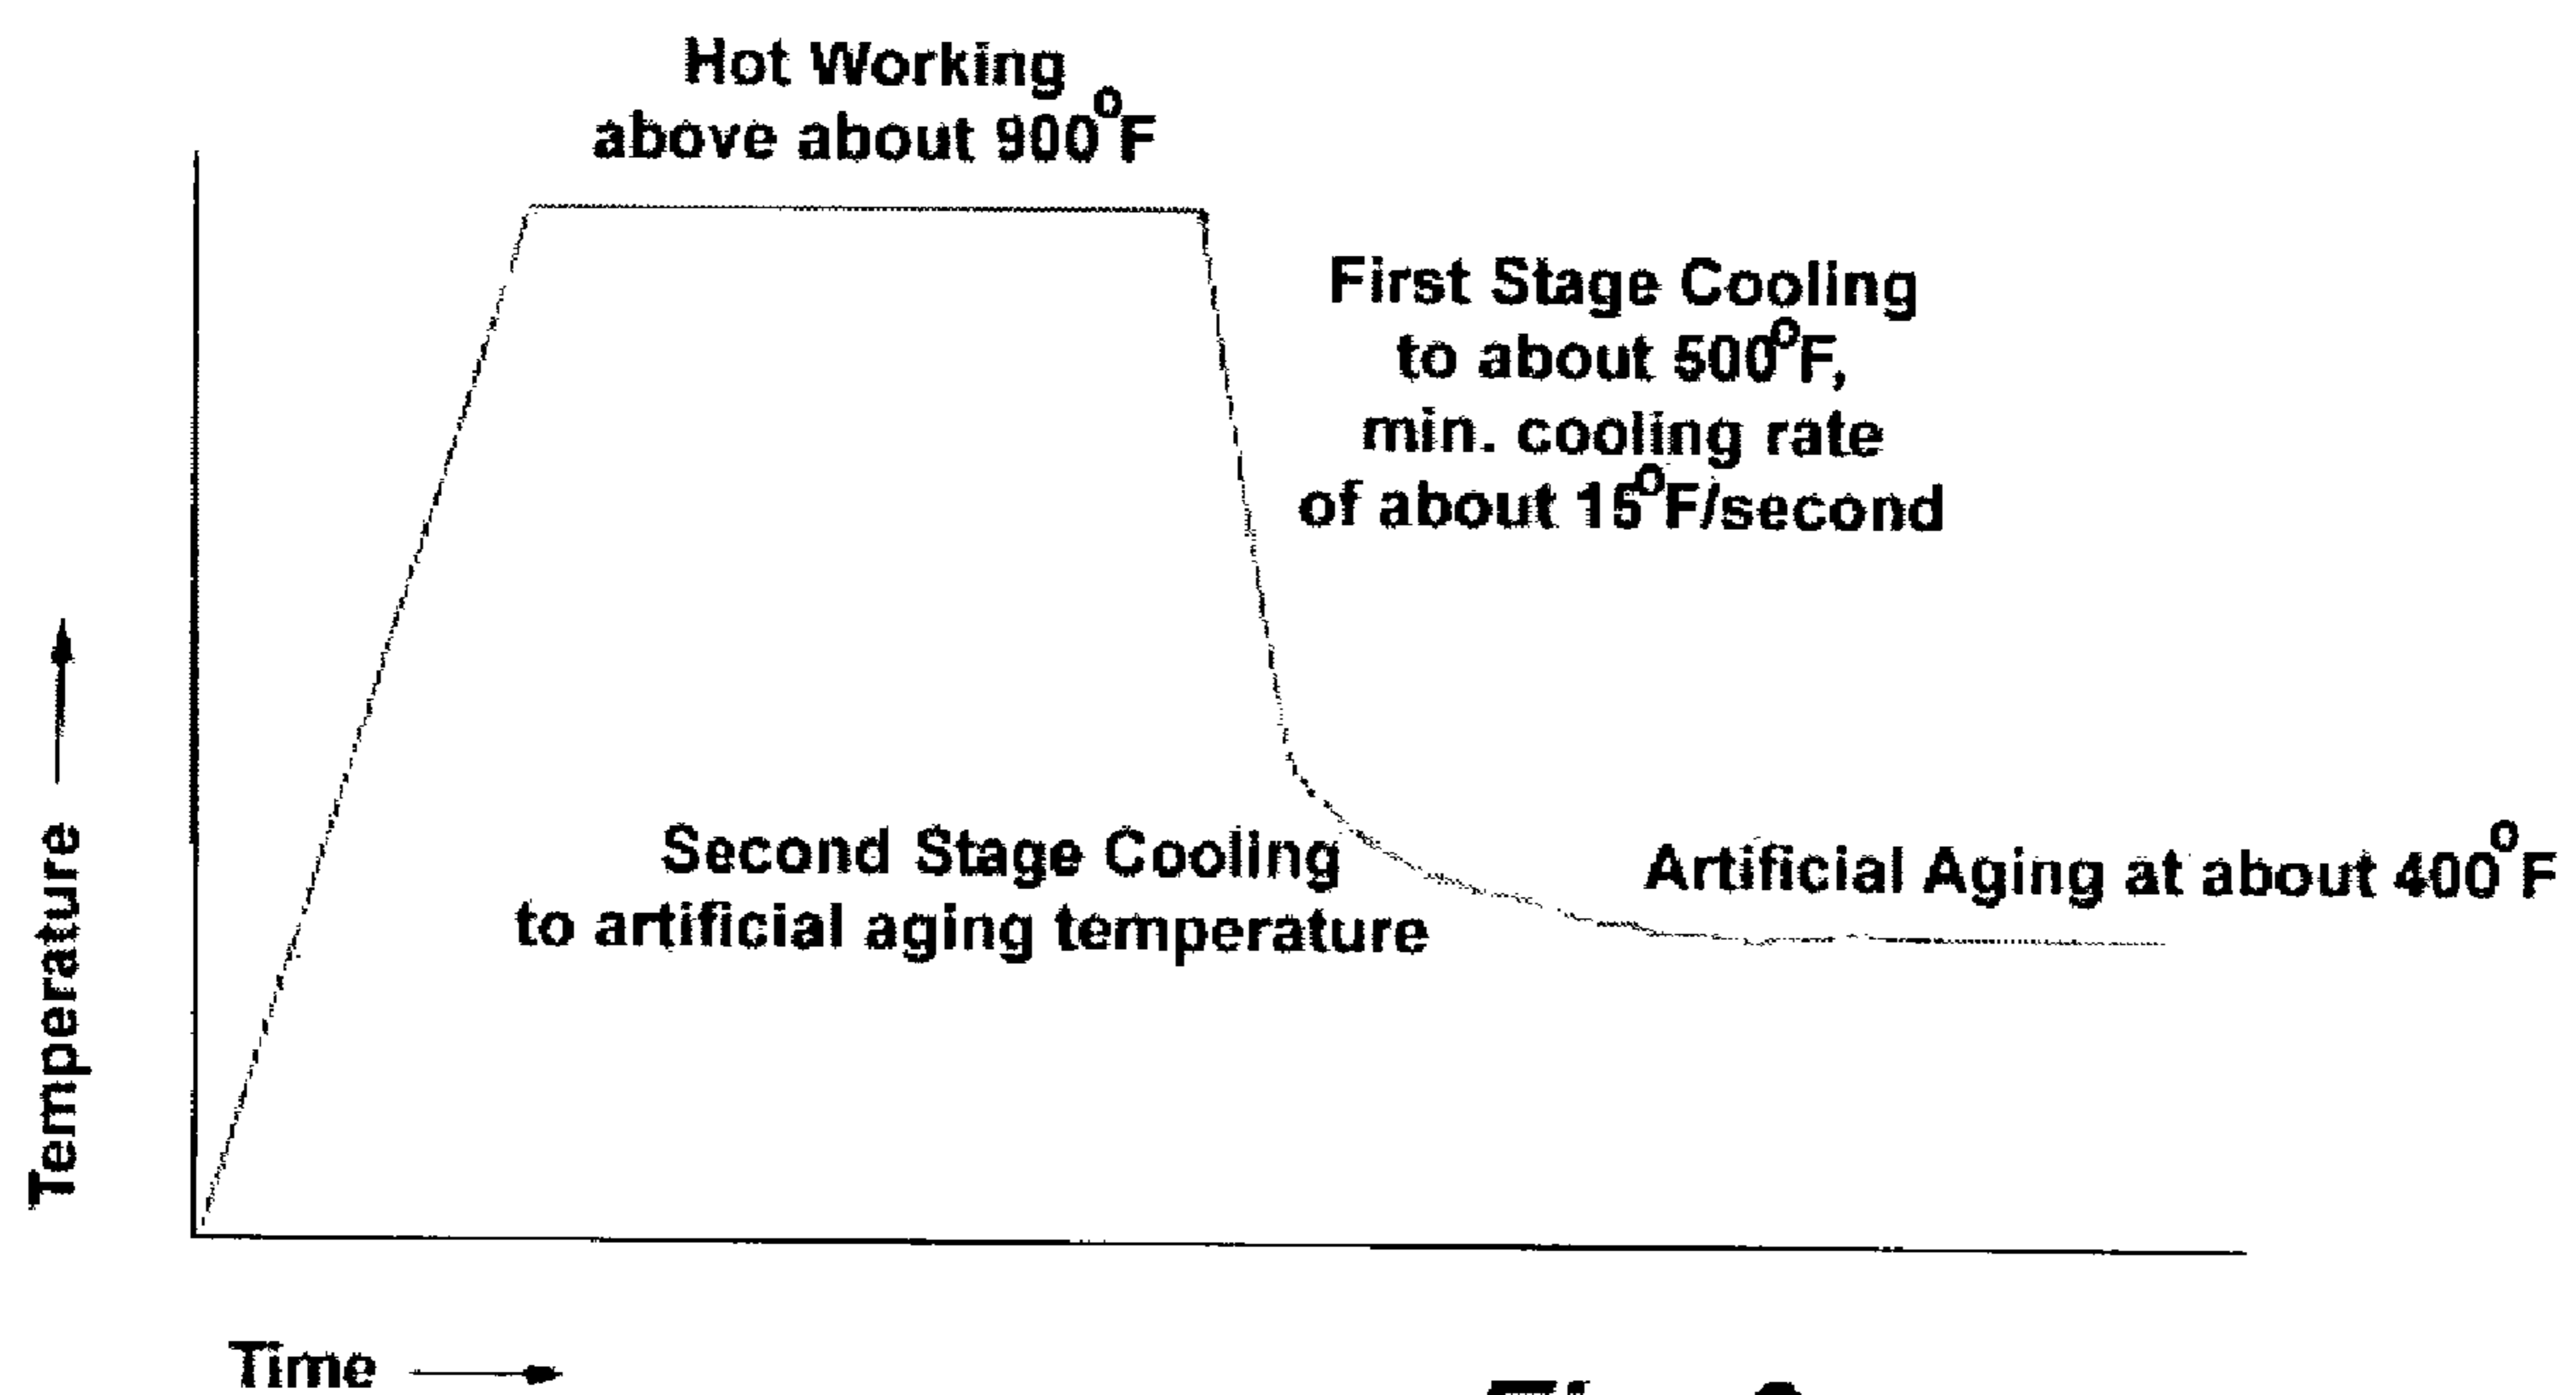 Hot Working
above about 900°F
First Stage Cooling
to about 500°F,
min. cooling rate
of about 15°F/second
Second Stage Cooling
to artificial aging temperature
Artificial Aging at about 400°F
Temperature
Time